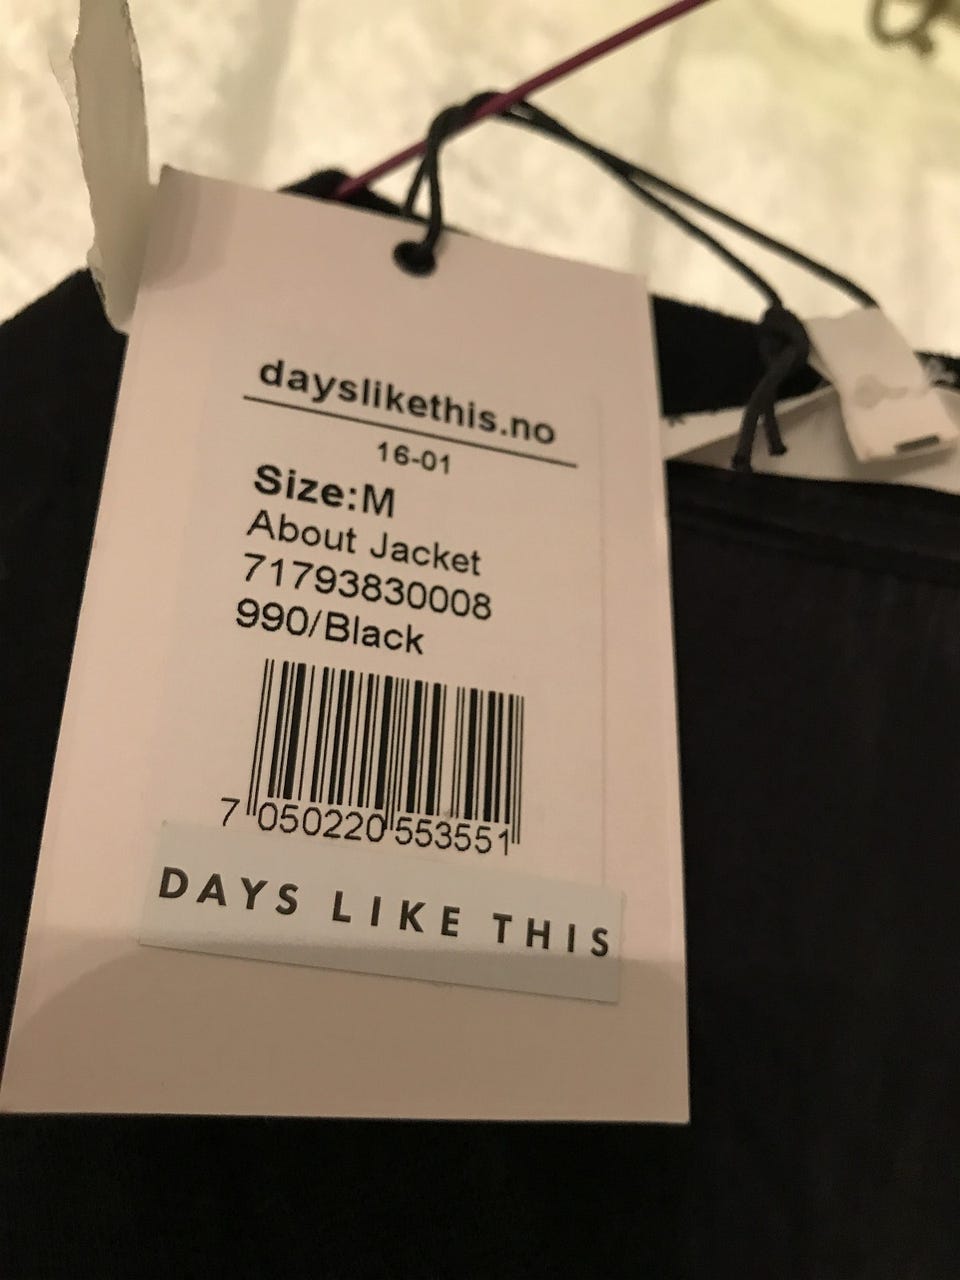 dayslikethis.no
16-01
Size:M
About Jacket
71793830008
990/Black
7 050220 553551
DAYS LIKE THIS